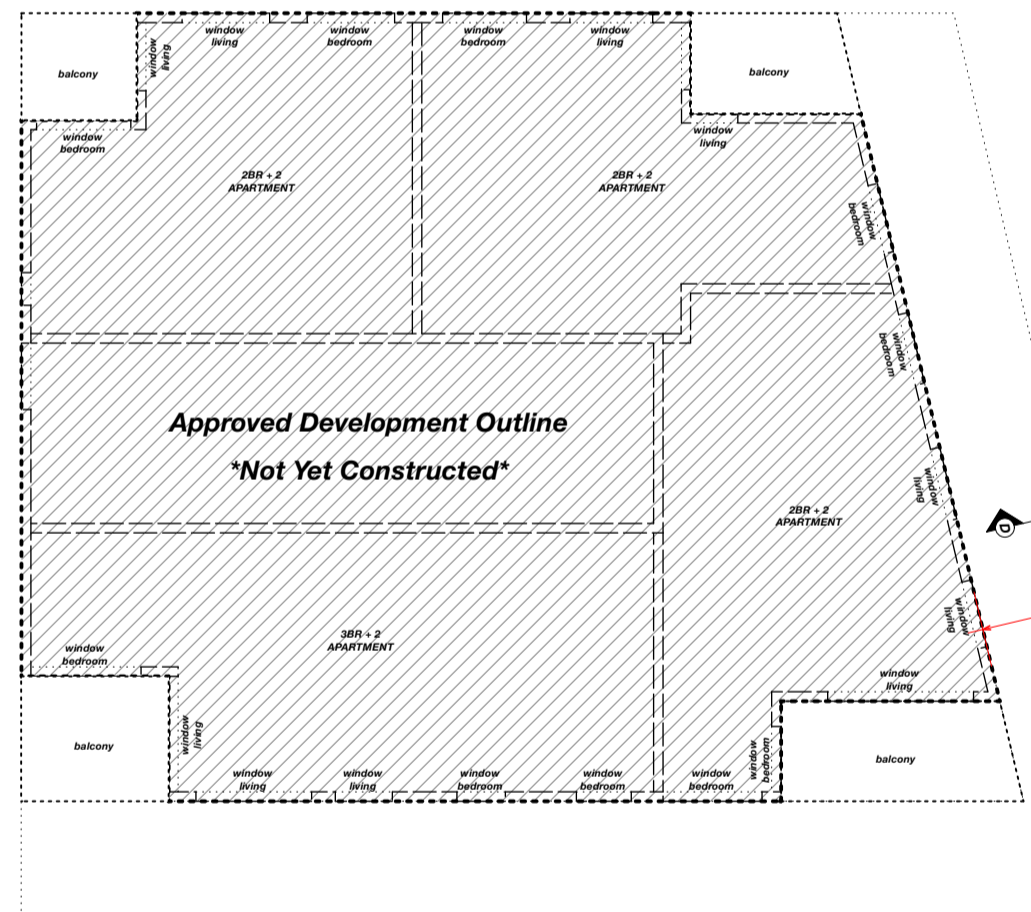 window
living
window
bedroom
window
bedroom
window
living
balcony
window
living
balcony
window
bedroom
window
living
2BR + 2
APARTMENT
2BR + 2
APARTMENT
window
bedroom
window
bedroom
Approved Development Outline
*Not Yet Constructed*
window
living
2BR + 2
APARTMENT
D
window
living
3BR + 2
APARTMENT
window
bedroom
window
living
window
living
balcony
window
bedroom
balcony
window
living
window
living
window
bedroom
window
bedroom
window
bedroom